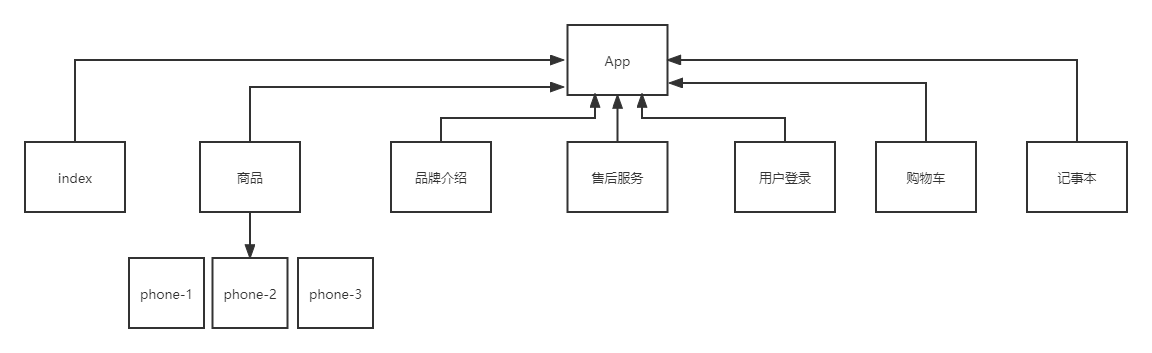 App
index
商品
品牌介绍
售后服务
用户登录
购物车
记事本
phone-1
phone-2
phone-3